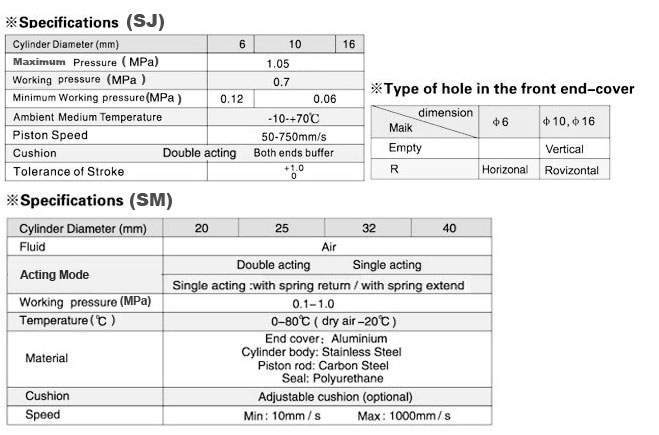 ※Specifications (SJ)
Cylinder Diameter (mm) 6 10 16
Maximum Pressure ( MPa) 1.05
Working pressure (MPa ) 0.7
Minimum Working pressure(MPa ) 0.12 0.06
Ambient Medium Temperature -10-+70℃
Piston Speed 50-750mm/s
Cushion Double acting Both ends buffer
Tolerance of Stroke +1.0
0
※Type of hole in the front end-cover
dimension
Maik φ6 φ10, φ16
Empty Vertical
R Horizonal Rovizontal
※Specifications (SM)
Cylinder Diameter (mm) 20 25 32 40
Fluid Air
Acting Mode Double acting Single acting
Single acting :with spring return / with spring extend
Working pressure (MPa) 0.1-1.0
Temperature (℃) 0-80℃ ( dry air -20℃ )
Material End cover: Aluminium
Cylinder body: Stainless Steel
Piston rod: Carbon Steel
Seal: Polyurethane
Cushion Adjustable cushion (optional)
Speed Min : 10mm / s Max : 1000mm / s